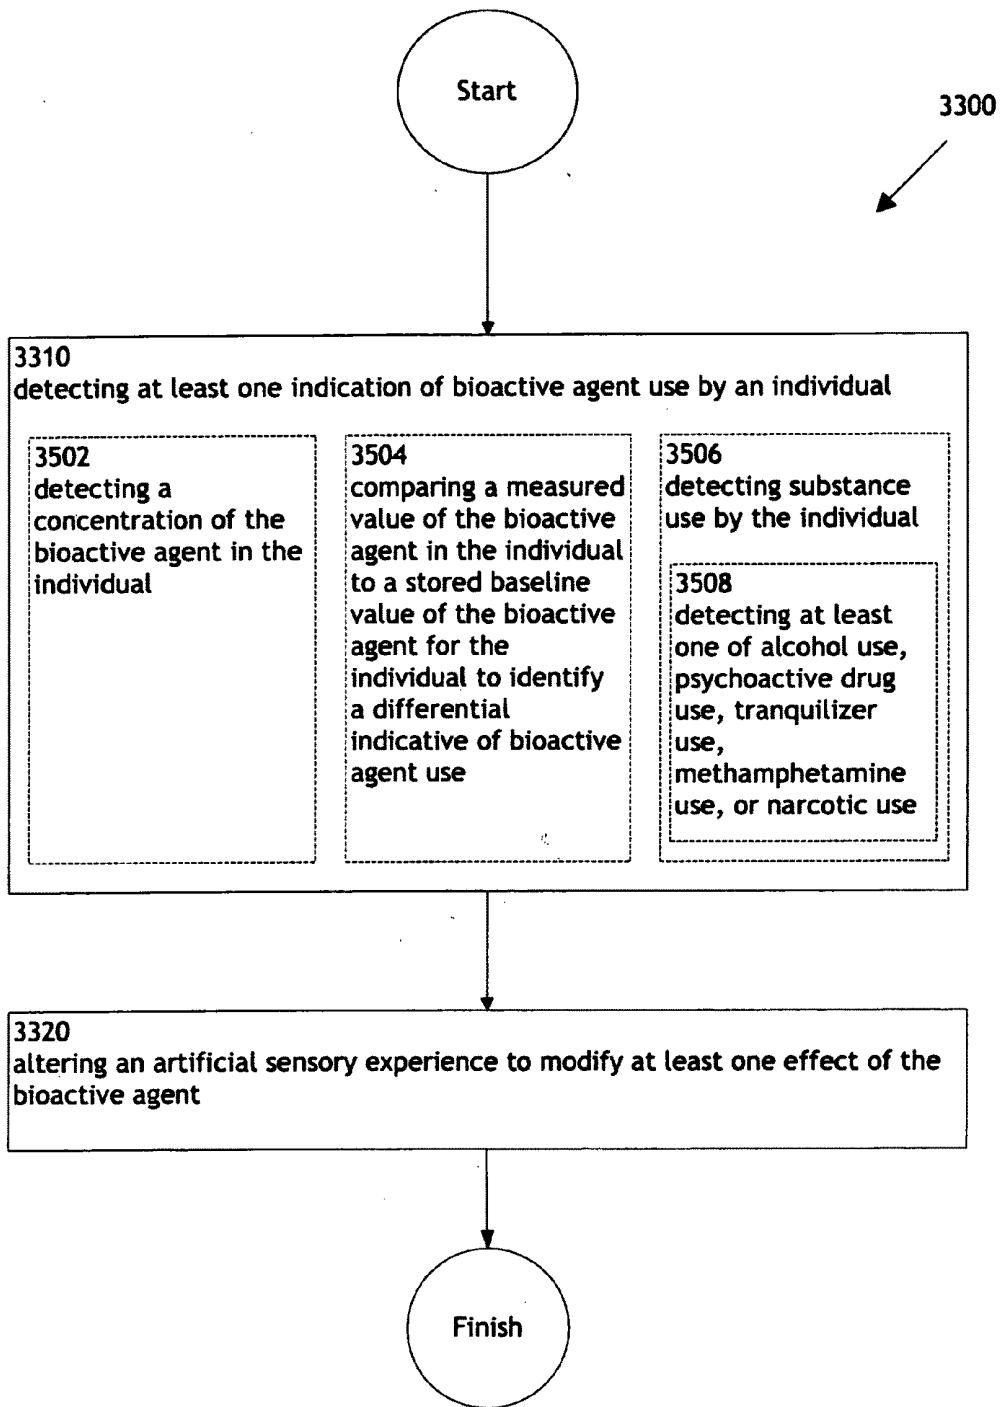 Start
3300
3310
detecting at least one indication of bioactive agent use by an individual
3502
detecting a
concentration of the
bioactive agent in the
individual
3504
comparing a measured
value of the bioactive
agent in the individual
to a stored baseline
value of the bioactive
agent for the
individual to identify
a differential
indicative of bioactive
agent use
3506
detecting substance
use by the individual
3508
detecting at least
one of alcohol use,
psychoactive drug
use, tranquilizer
use,
methamphetamine
use, or narcotic use
3320
altering an artificial sensory experience to modify at least one effect of the
bioactive agent
Finish